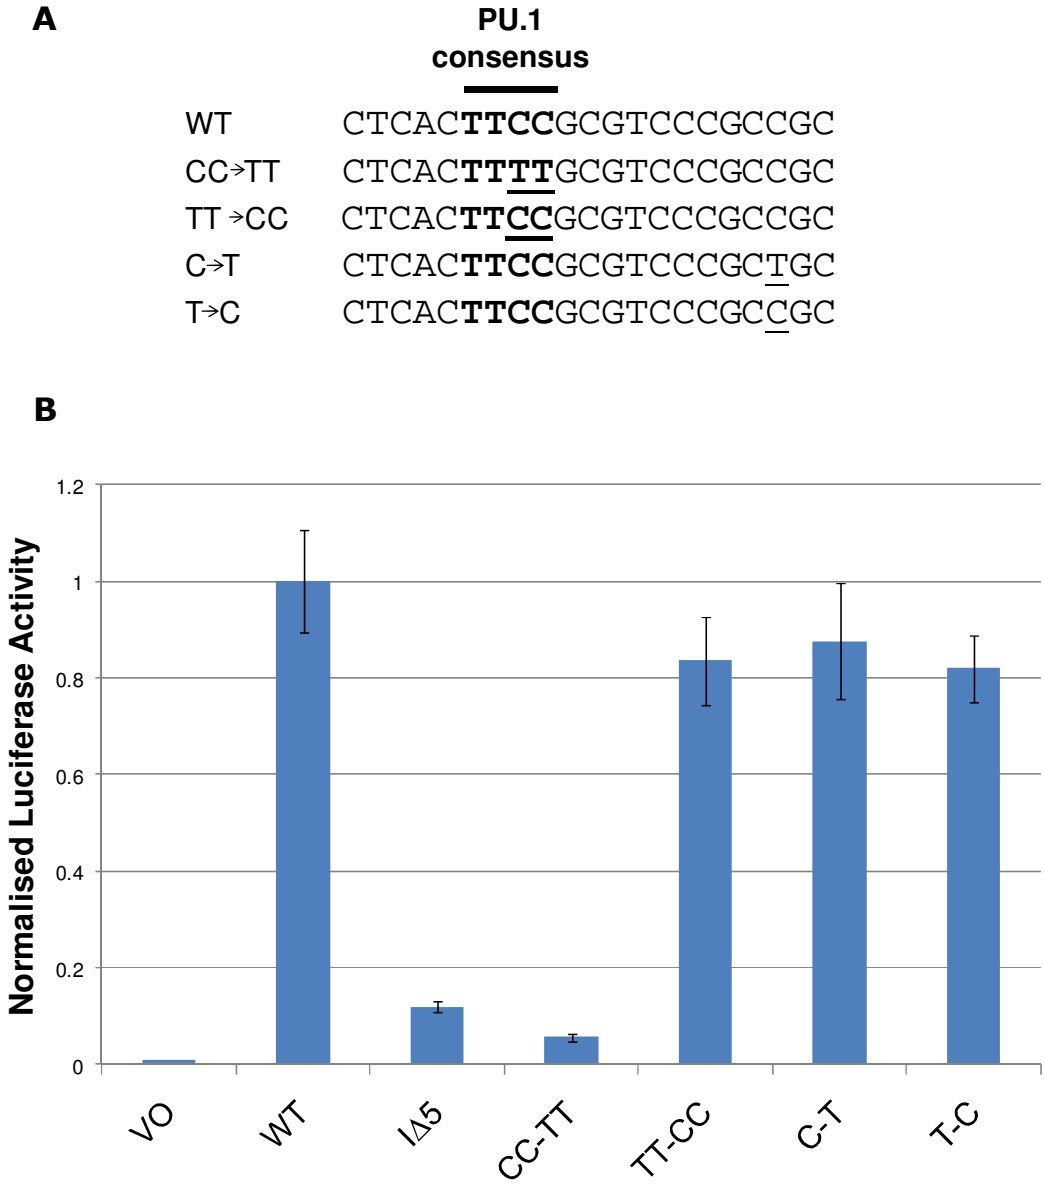 A
PU.1
consensus
WT CTCACTTCCGCGTCCCGCCGC
CC→TT CTCACTTTTGCGTCCCGCCGC
TT →CC CTCACTTCCGCGTCCCGCCGC
C→T CTCACTTCCGCGTCCCGCTGC
T→C CTCACTTCCGCGTCCCGCCGC
B
Normalised Luciferase Activity
1.2
1
0.8
0.6
0.4
0.2
0
VO WT IΔ5 CC-TT TT-CC C-T T-C